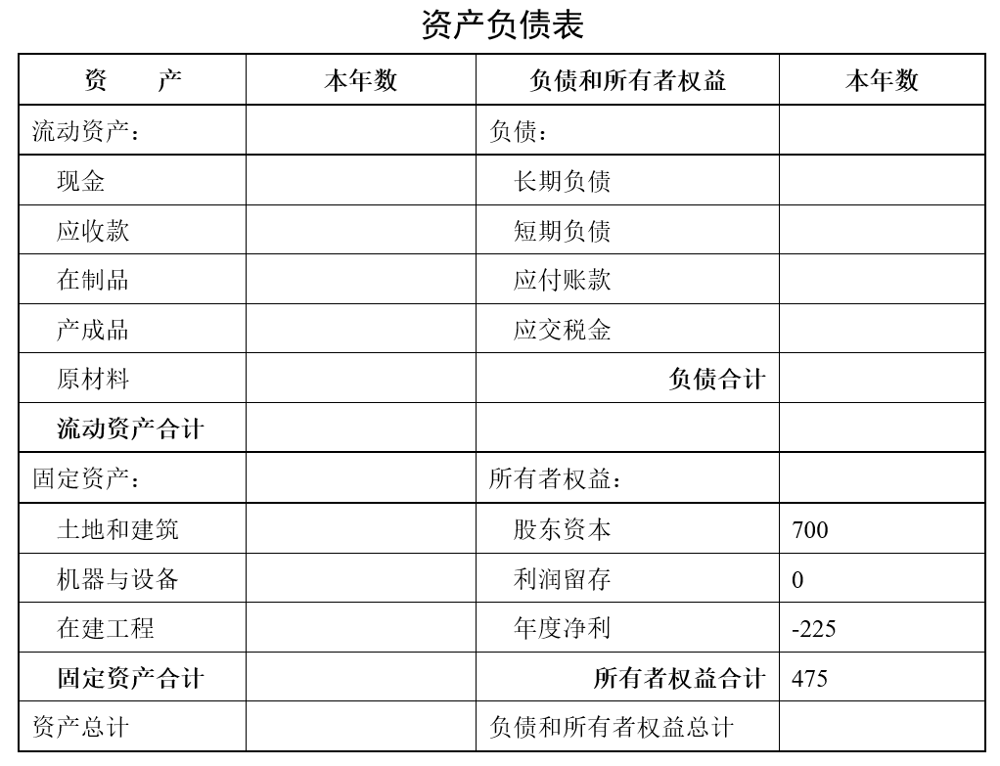 资产负债表
资　　产 本年数 负债和所有者权益 本年数
流动资产： 负债：
现金 长期负债
应收款 短期负债
在制品 应付账款
产成品 应交税金
原材料 负债合计
流动资产合计
固定资产： 所有者权益：
土地和建筑 股东资本 700
机器与设备 利润留存 0
在建工程 年度净利 -225
固定资产合计 所有者权益合计 475
资产总计 负债和所有者权益总计